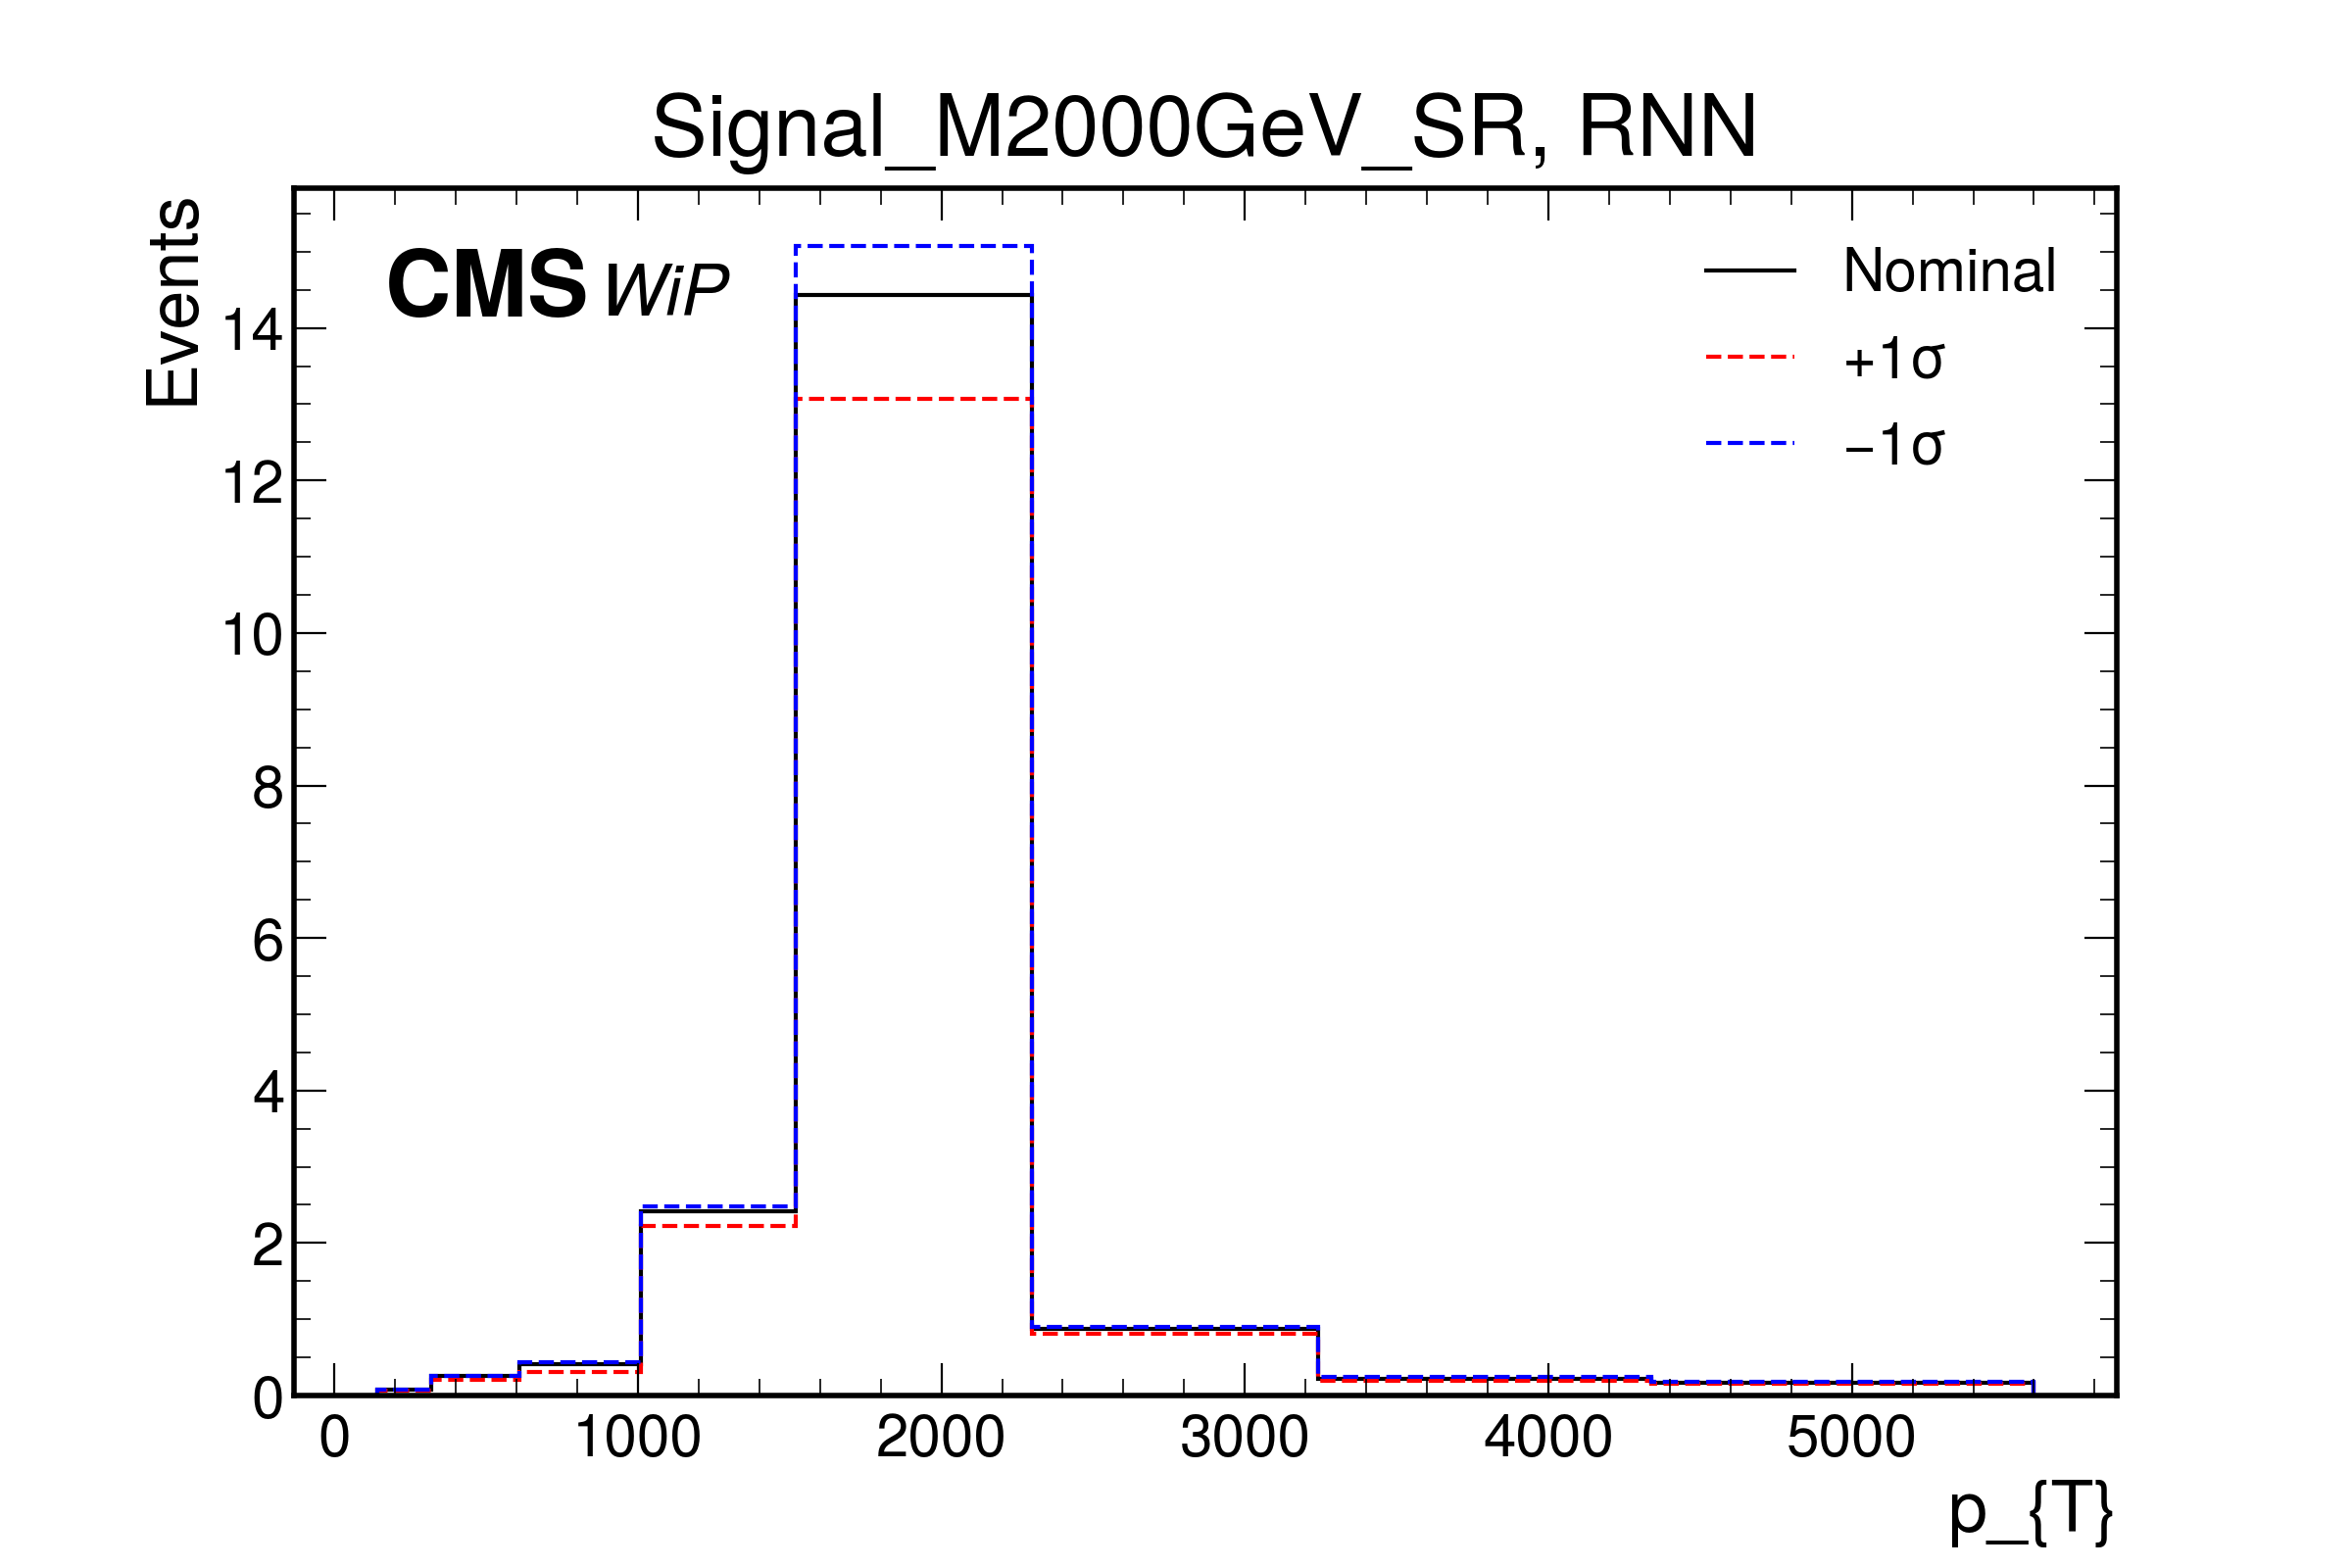 Signal_M2000GeV_SR, RNN
Events
CMS WiP
Nominal
+1σ
−1σ
14
12
10
8
6
4
2
0
0 1000 2000 3000 4000 5000
p_{T}